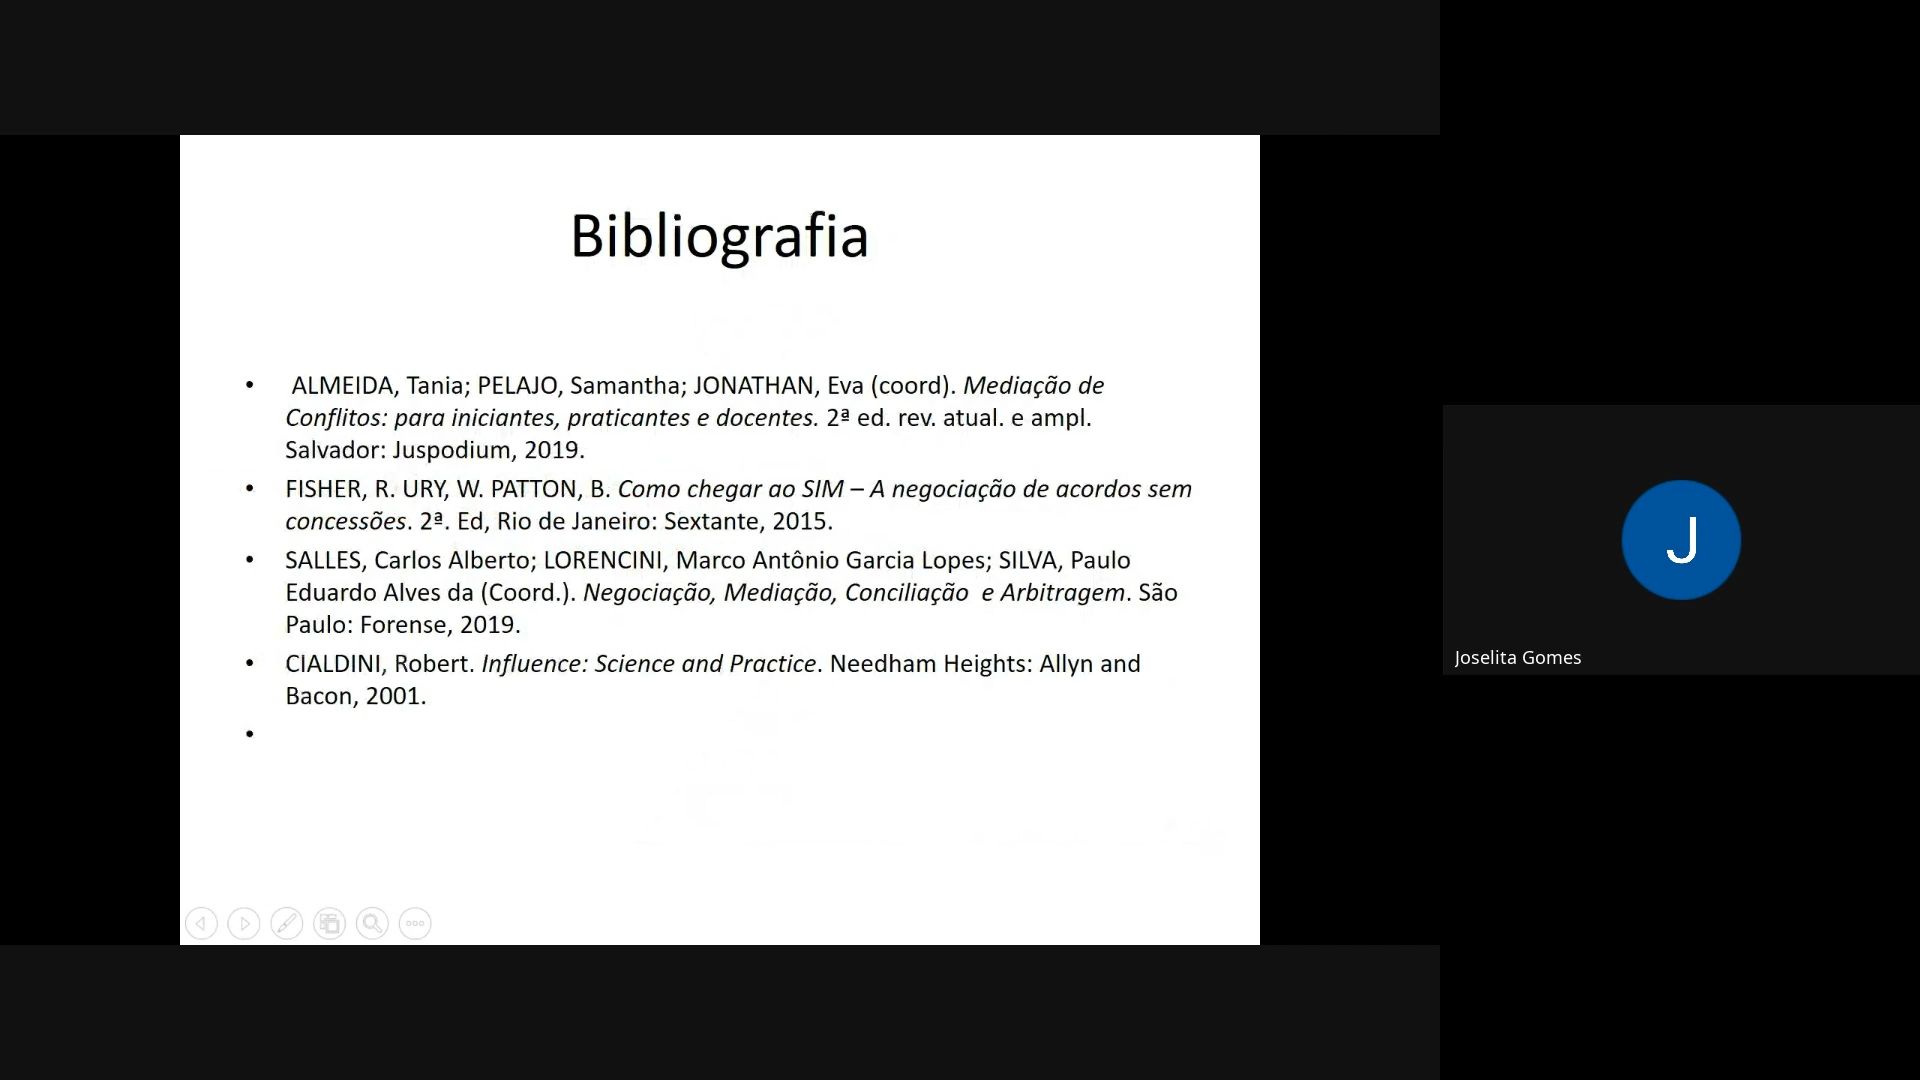 Bibliografia
• ALMEIDA, Tania; PELAJO, Samantha; JONATHAN, Eva (coord). Mediação de
Conflitos: para iniciantes, praticantes e docentes. 2ª ed. rev. atual. e ampl.
Salvador: Juspodium, 2019.
• FISHER, R. URY, W. PATTON, B. Como chegar ao SIM – A negociação de acordos sem
concessões. 2ª. Ed, Rio de Janeiro: Sextante, 2015.
• SALLES, Carlos Alberto; LORENCINI, Marco Antônio Garcia Lopes; SILVA, Paulo
Eduardo Alves da (Coord.). Negociação, Mediação, Conciliação  e Arbitragem. São
Paulo: Forense, 2019.
• CIALDINI, Robert. Influence: Science and Practice. Needham Heights: Allyn and
Bacon, 2001.
•
J
Joselita Gomes